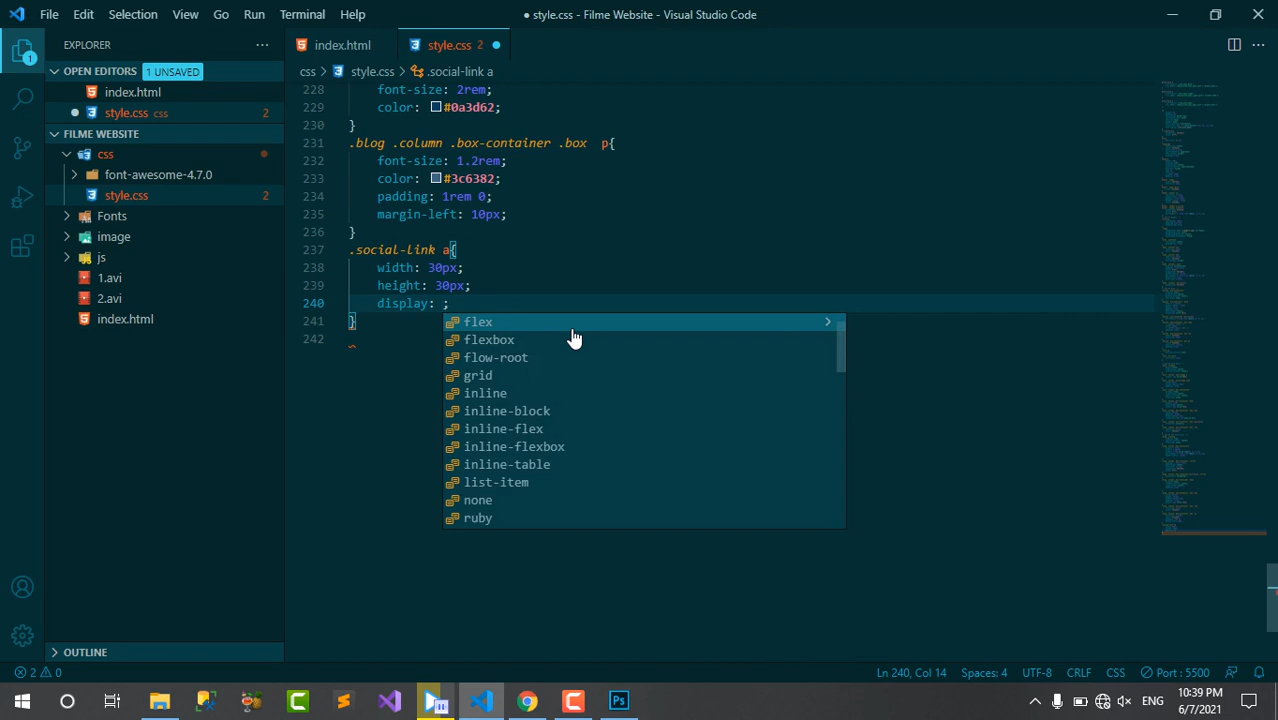 File Edit Selection View Go Run Terminal Help ● style.css - Filme Website - Visual Studio Code
EXPLORER ···
index.html style.css 2
OPEN EDITORS 1 UNSAVED
css > style.css > .social-link a
index.html
style.css css 2
FILME WEBSITE
css
font-awesome-4.7.0
style.css 2
Fonts
image
js
1.avi
2.avi
index.html
OUTLINE
228 font-size: 2rem;
229 color: #0a3d62;
230 }
231 .blog .column .box-container .box  p{
232 font-size: 1.2rem;
233 color: #3c6382;
234 padding: 1rem 0;
235 margin-left: 10px;
236 }
237 .social-link a{
238 width: 30px;
239 height: 30px;
240 display: ;
241 }
242
flex
flexbox
flow-root
grid
inline
inline-block
inline-flex
inline-flexbox
inline-table
list-item
none
ruby
2 0 Ln 240, Col 14 Spaces: 4 UTF-8 CRLF CSS Port : 5500
ENG 10:39 PM
6/7/2021